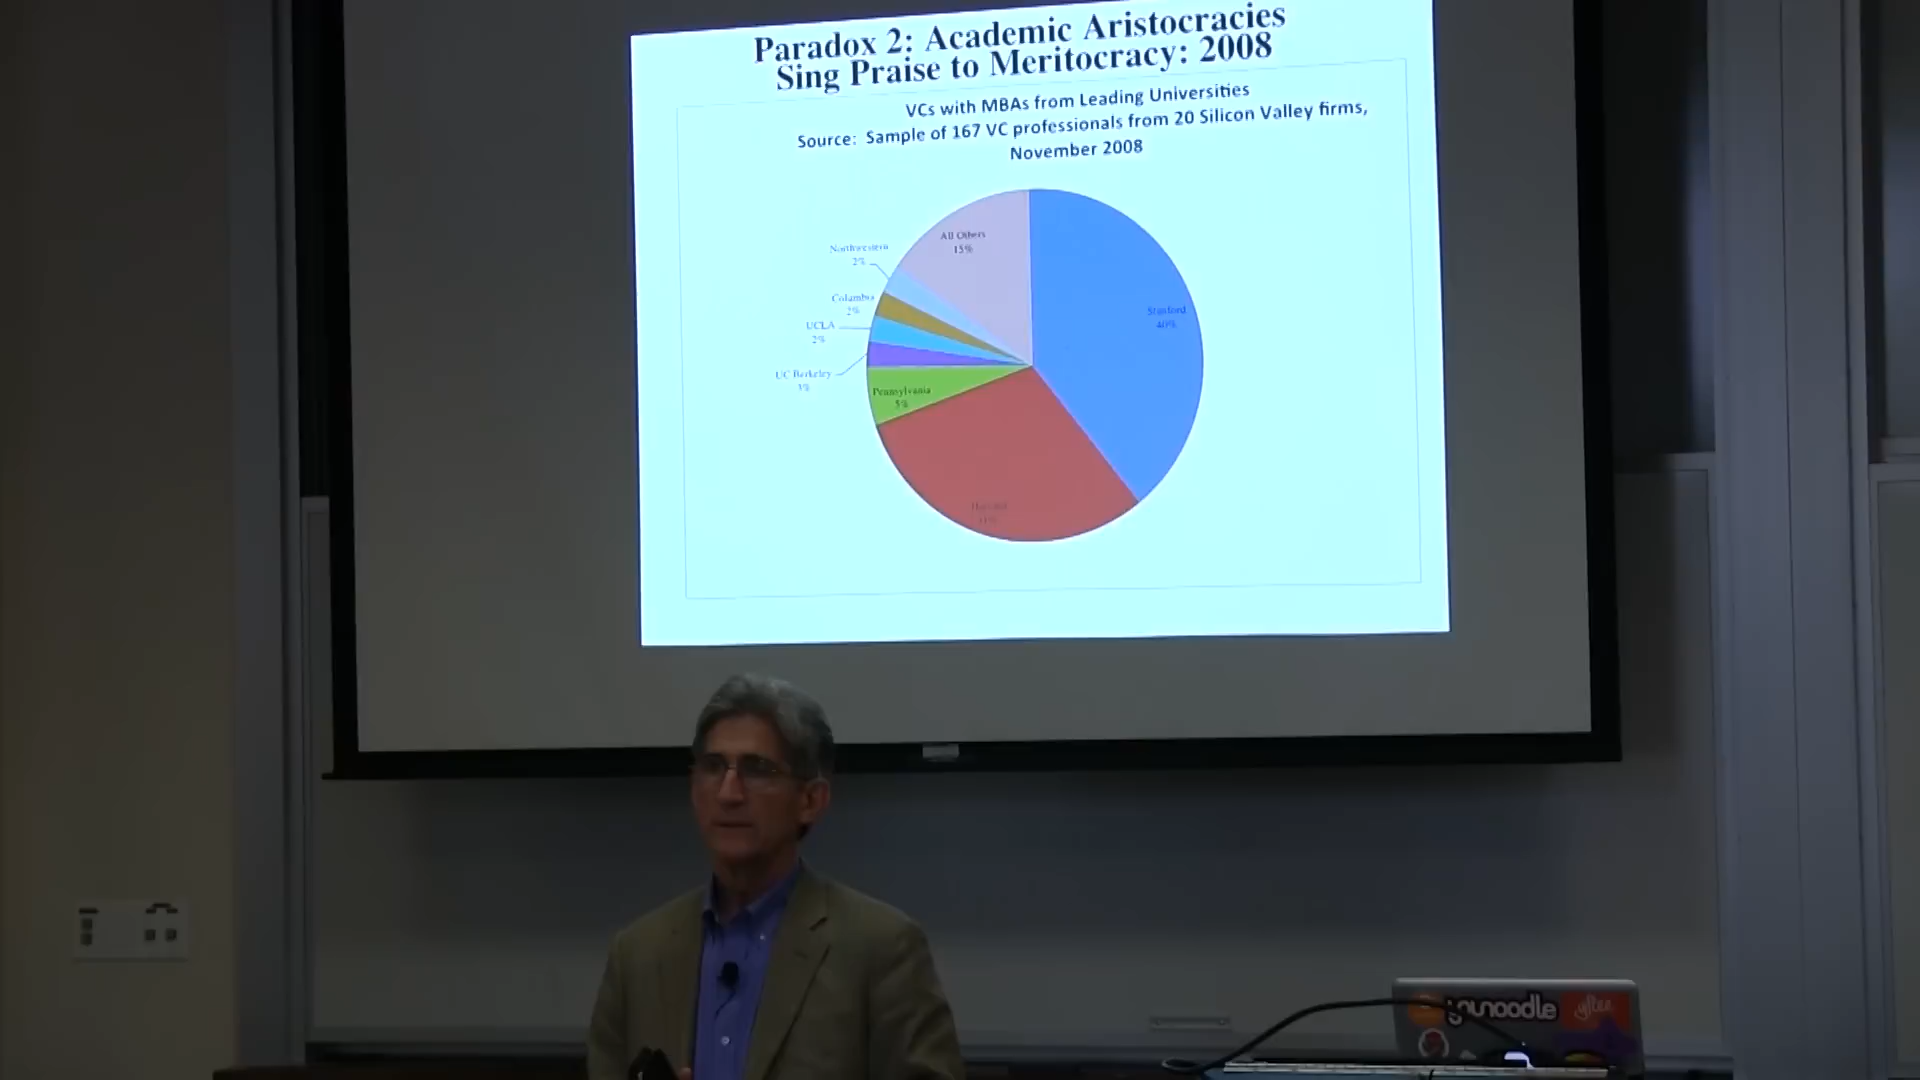 Paradox 2: Academic Aristocracies
Sing Praise to Meritocracy: 2008
VCs with MBAs from Leading Universities
Source: Sample of 167 VC professionals from 20 Silicon Valley firms,
November 2008
All Others
15%
Northwestern
2%
Columbia
2%
UCLA
2%
UC Berkeley
Pennsylvania
5%
Stanford
40%
Harvard
younoodle